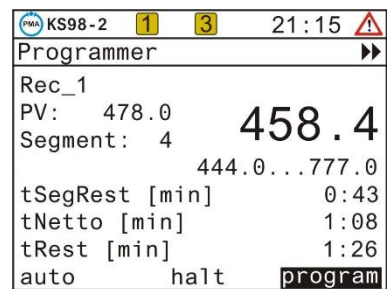 PMA KS98-2 1 3 21:15
Programmer
Rec_1
PV: 478.0
458.4
Segment: 4
444.0...777.0
tSegRest [min] 0:43
tNetto [min] 1:08
tRest [min] 1:26
auto halt program